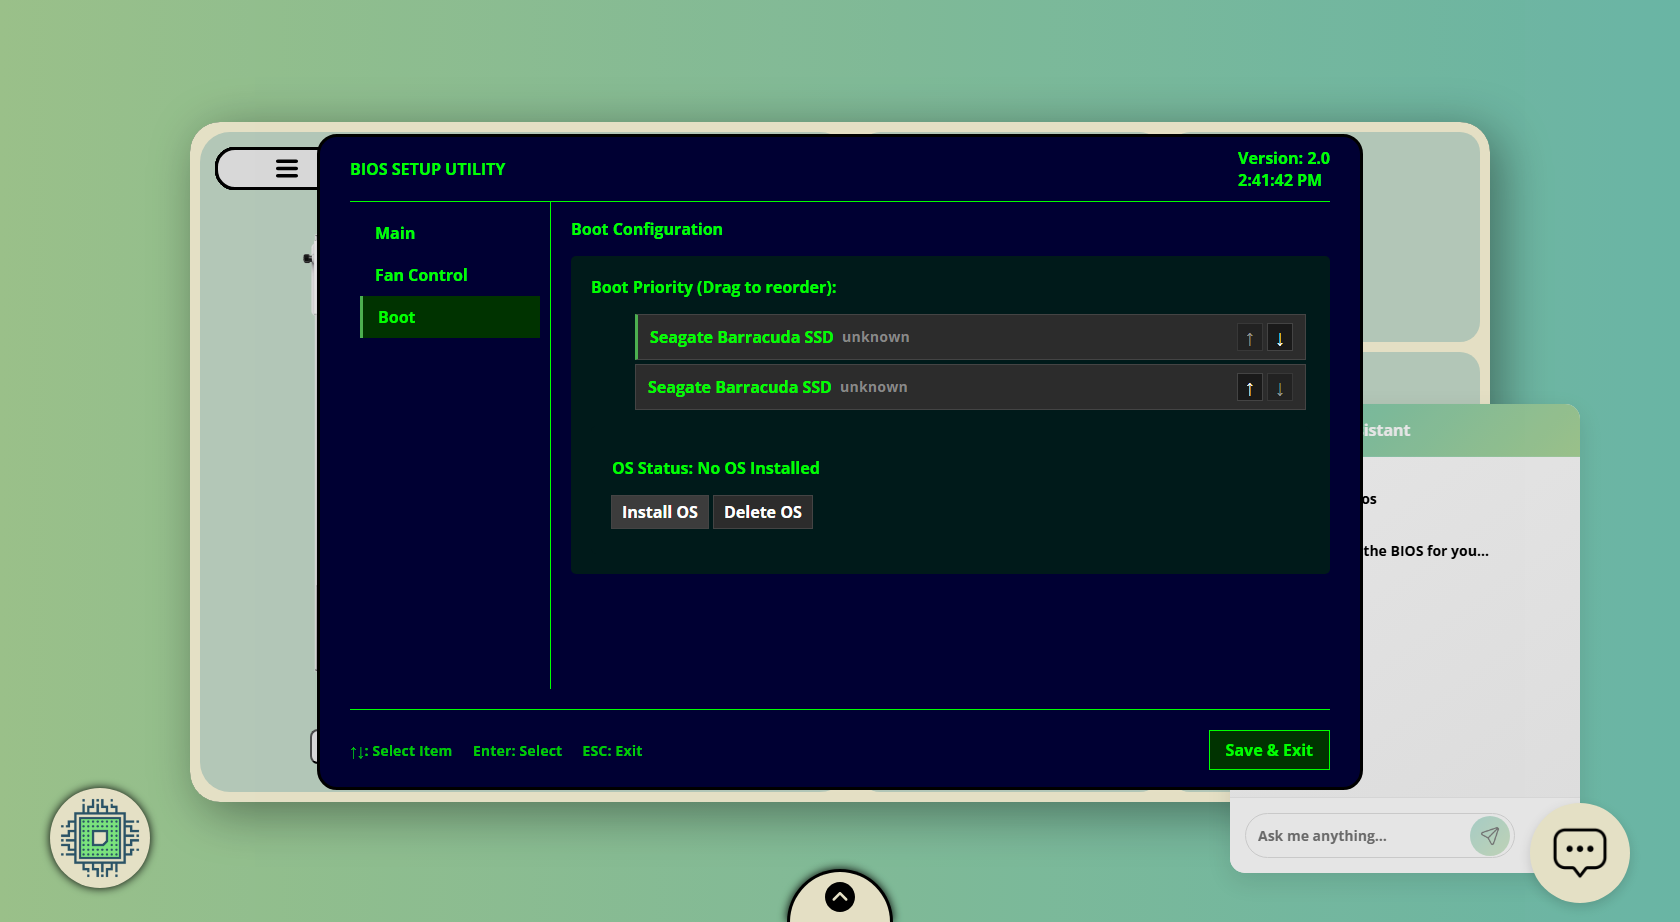 BIOS SETUP UTILITY
Version: 2.0
2:41:42 PM
Main
Fan Control
Boot
Boot Configuration
Boot Priority (Drag to reorder):
Seagate Barracuda SSD unknown ↑ ↓
Seagate Barracuda SSD unknown ↑ ↓
OS Status: No OS Installed
Install OS Delete OS
↑↓: Select Item Enter: Select ESC: Exit
Save & Exit
istant
os
the BIOS for you...
Ask me anything...